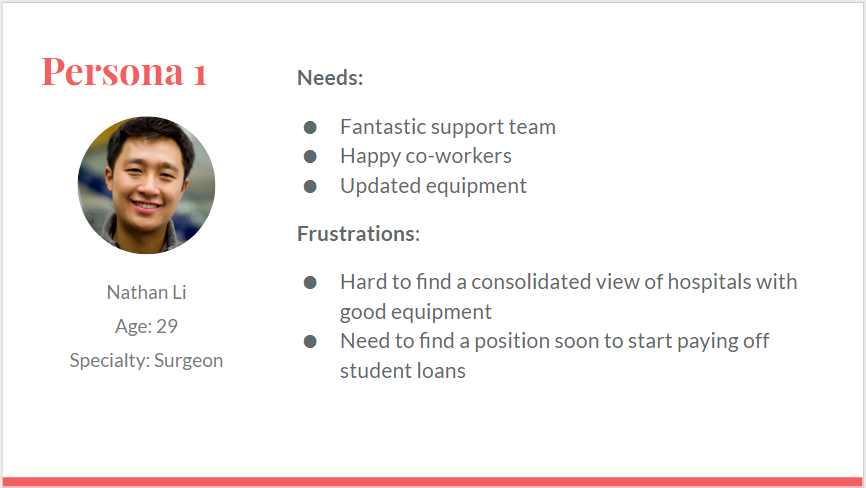 Persona 1
Nathan Li
Age: 29
Specialty: Surgeon
Needs:
● Fantastic support team
● Happy co-workers
● Updated equipment
Frustrations:
● Hard to find a consolidated view of hospitals with
good equipment
● Need to find a position soon to start paying off
student loans